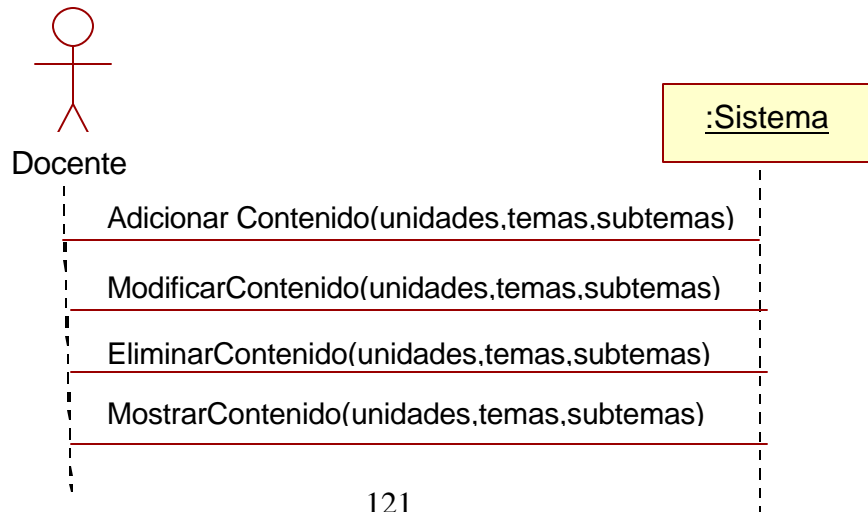 :Sistema
Docente
Adicionar Contenido(unidades,temas,subtemas)
ModificarContenido(unidades,temas,subtemas)
EliminarContenido(unidades,temas,subtemas)
MostrarContenido(unidades,temas,subtemas)
121